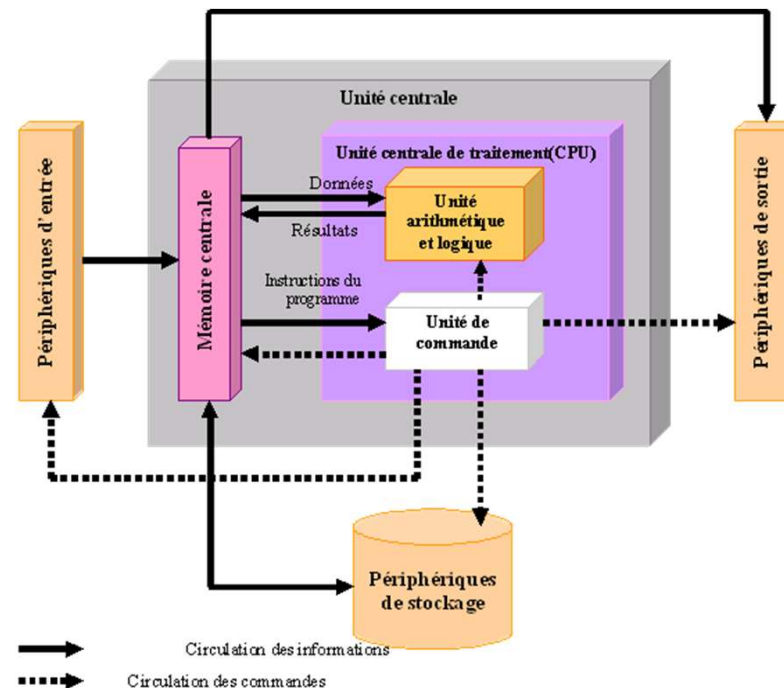 Unité centrale
Unité centrale de traitement(CPU)
Périphériques d'entrée
Mémoire centrale
Données
Résultats
Unité
arithmétique
et logique
Instructions du
programme
Unité de
commande
Périphériques de sortie
Périphériques
de stockage
Circulation des informations
Circulation des commandes